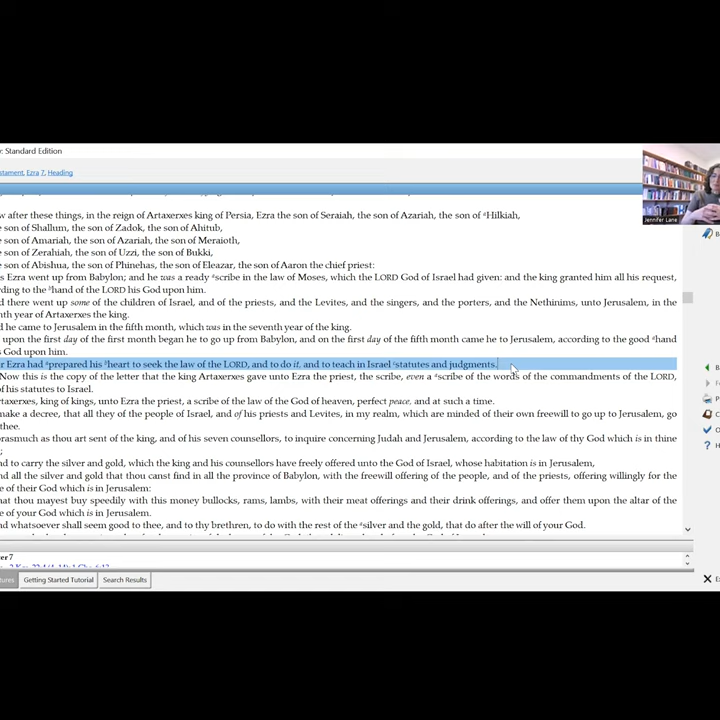 : Standard Edition
stament, Ezra 7, Heading
w after these things, in the reign of Artaxerxes king of Persia, Ezra the son of Seraiah, the son of Azariah, the son of ᵃHilkiah,
e son of Shallum, the son of Zadok, the son of Ahitub,
e son of Amariah, the son of Azariah, the son of Meraioth,
e son of Zerahiah, the son of Uzzi, the son of Bukki,
e son of Abishua, the son of Phinehas, the son of Eleazar, the son of Aaron the chief priest:
s Ezra went up from Babylon; and he was a ready ᵃscribe in the law of Moses, which the LORD God of Israel had given: and the king granted him all his request,
rding to the ᵇhand of the LORD his God upon him.
d there went up some of the children of Israel, and of the priests, and the Levites, and the singers, and the porters, and the Nethinims, unto Jerusalem, in the
venth year of Artaxerxes the king.
d he came to Jerusalem in the fifth month, which was in the seventh year of the king.
upon the first day of the first month began he to go up from Babylon, and on the first day of the fifth month came he to Jerusalem, according to the good ᵃhand
s God upon him.
r Ezra had ᵃprepared his ᵇheart to seek the law of the LORD, and to do it, and to teach in Israel ᶜstatutes and judgments.
Now this is the copy of the letter that the king Artaxerxes gave unto Ezra the priest, the scribe, even a ᵃscribe of the words of the commandments of the LORD,
of his statutes to Israel.
rtaxerxes, king of kings, unto Ezra the priest, a scribe of the law of the God of heaven, perfect peace, and at such a time.
make a decree, that all they of the people of Israel, and of his priests and Levites, in my realm, which are minded of their own freewill to go up to Jerusalem, go
thee.
orasmuch as thou art sent of the king, and of his seven counsellors, to inquire concerning Judah and Jerusalem, according to the law of thy God which is in thine
;
nd to carry the silver and gold, which the king and his counsellors have freely offered unto the God of Israel, whose habitation is in Jerusalem,
nd all the silver and gold that thou canst find in all the province of Babylon, with the freewill offering of the people, and of the priests, offering willingly for the
e of their God which is in Jerusalem:
hat thou mayest buy speedily with this money bullocks, rams, lambs, with their meat offerings and their drink offerings, and offer them upon the altar of the
e of your God which is in Jerusalem.
nd whatsoever shall seem good to thee, and to thy brethren, to do with the rest of the ᵃsilver and the gold, that do after the will of your God.
er 7
tures
Getting Started Tutorial
Search Results
Jennifer Lane